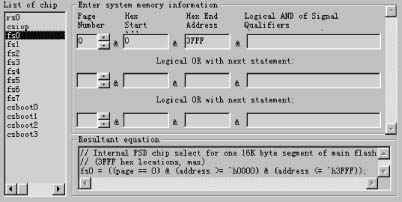 List of chip
rs0
csiop
fs0
fs1
fs2
fs3
fs4
fs5
fs6
fs7
csboot0
csboot1
csboot2
csboot3
Enter system memory information
Page Number
Hex Start
Hex End Address
Logical AND of Signal Qualifiers
0 & 0 & 3FFF &
Logical OR with next statement:
& & &
Logical OR with next statement:
& & &
Resultant equation
// Internal PSD chip select for one 16K byte segment of main flash
// (3FFF hex locations, max)
fs0 = ((page == 0) & (address >= ^h0000) & (address <= ^h3FFF));